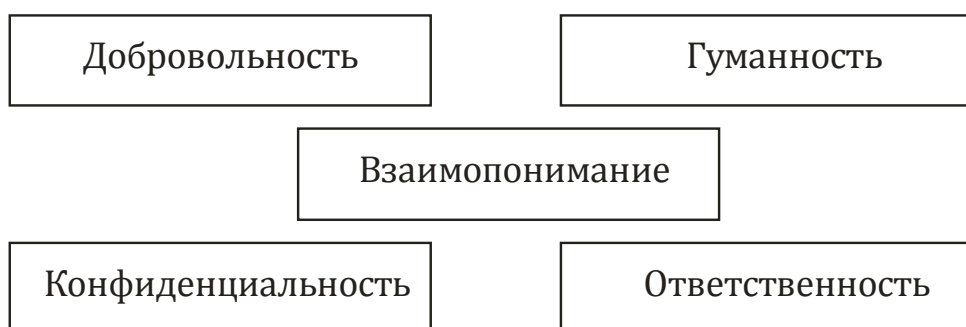 Добровольность
Гуманность
Взаимопонимание
Конфиденциальность
Ответственность